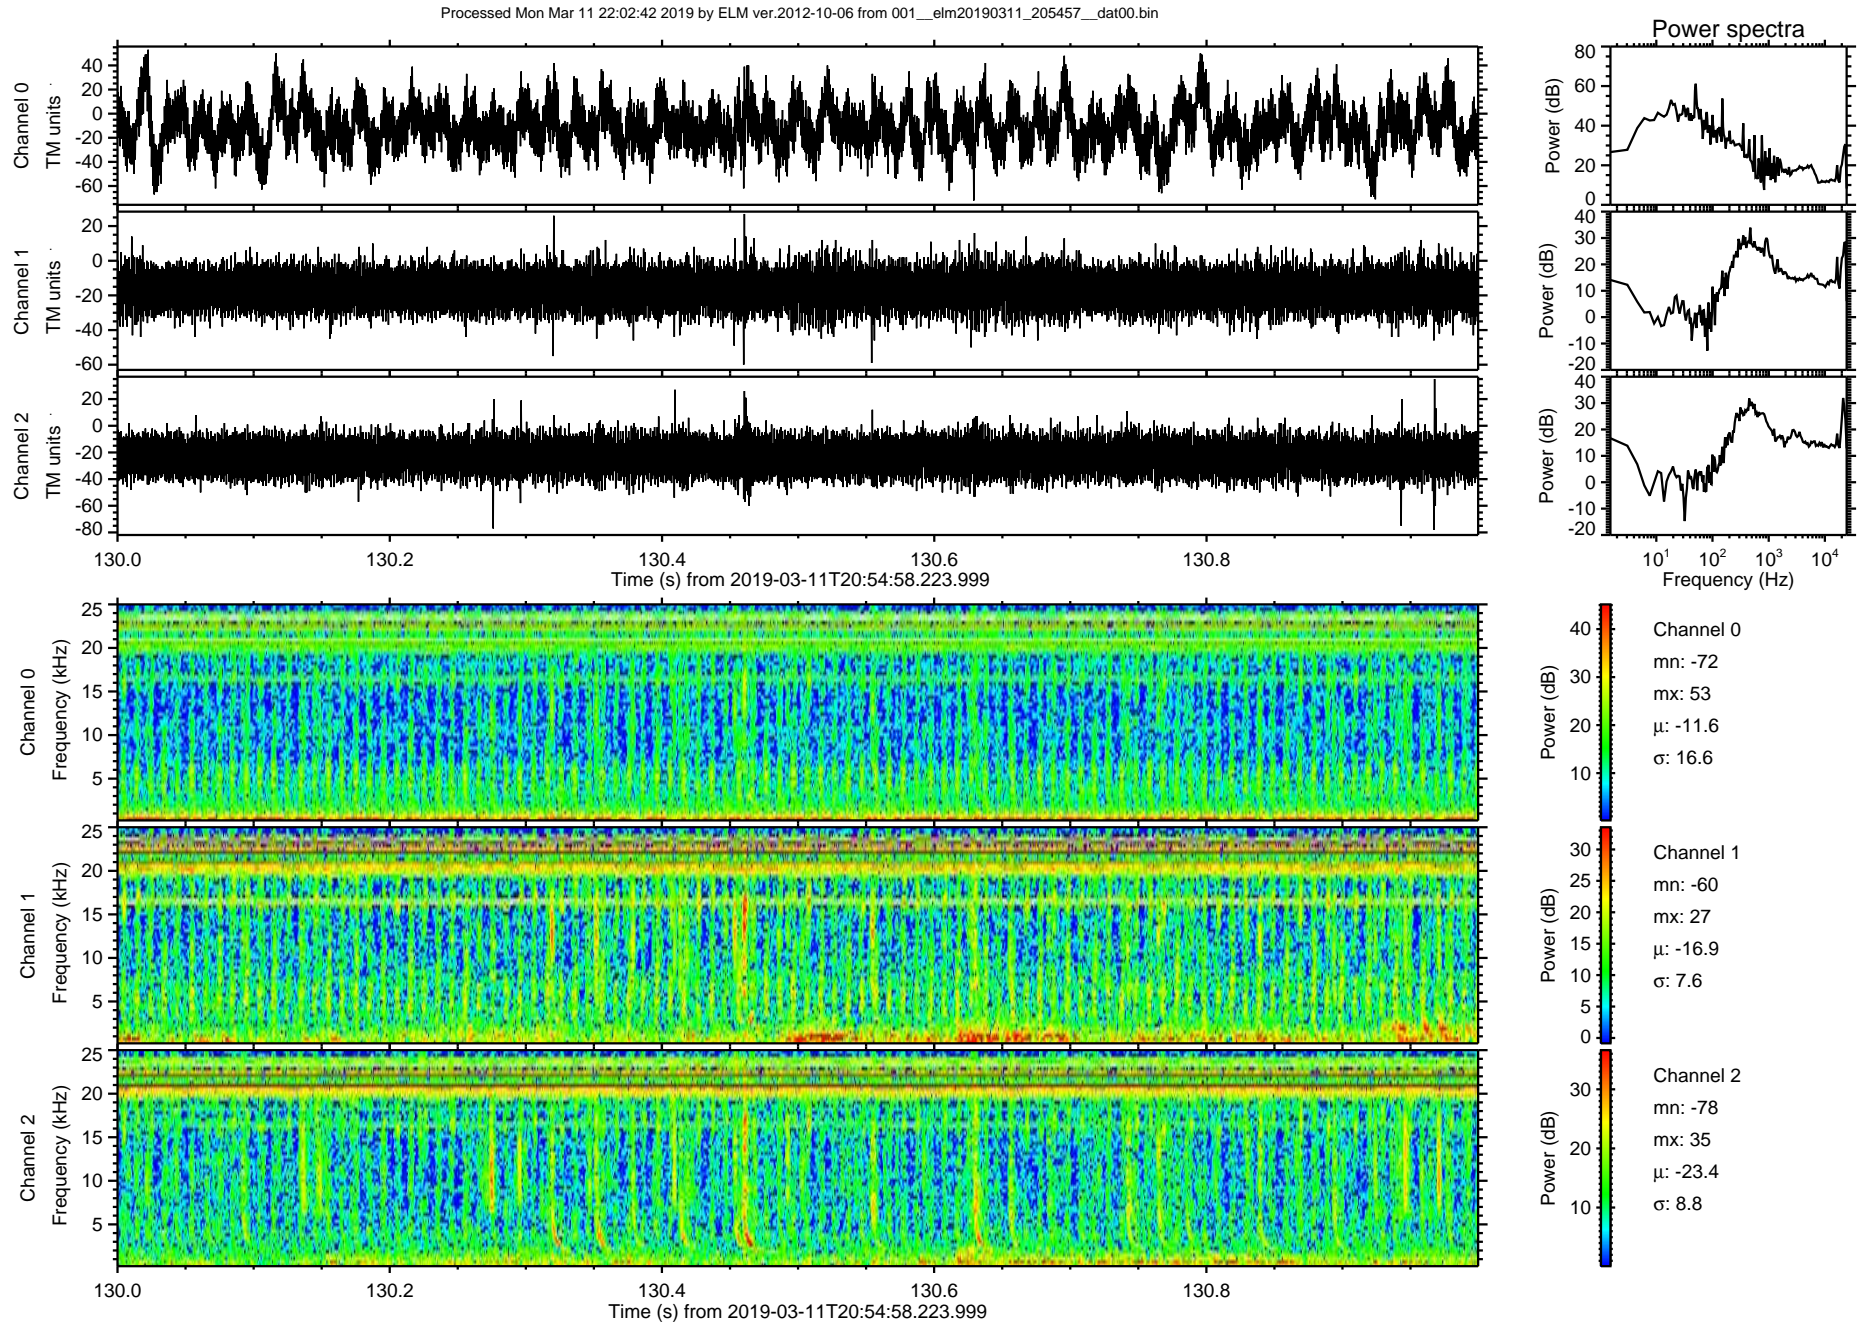 Processed Mon Mar 11 22:02:42 2019 by ELM ver.2012-10-06 from 001__elm20190311_205457__dat00.bin
Power spectra
Channel 0
TM units
40
20
0
-20
-40
-60
Power (dB)
80
60
40
20
0
Channel 1
TM units
20
0
-20
-40
-60
Power (dB)
40
30
20
10
0
-10
-20
Channel 2
TM units
20
0
-20
-40
-60
-80
Power (dB)
40
30
20
10
0
-10
-20
130.0 130.2 130.4 130.6 130.8
Time (s) from 2019-03-11T20:54:58.223.999
10¹ 10² 10³ 10⁴
Frequency (Hz)
Channel 0
Frequency (kHz)
25
20
15
10
5
Power (dB)
40
30
20
10
Channel 0
mn: -72
mx: 53
μ: -11.6
σ: 16.6
Channel 1
Frequency (kHz)
25
20
15
10
5
Power (dB)
30
25
20
15
10
5
0
Channel 1
mn: -60
mx: 27
μ: -16.9
σ: 7.6
Channel 2
Frequency (kHz)
25
20
15
10
5
Power (dB)
30
20
10
Channel 2
mn: -78
mx: 35
μ: -23.4
σ: 8.8
130.0 130.2 130.4 130.6 130.8
Time (s) from 2019-03-11T20:54:58.223.999